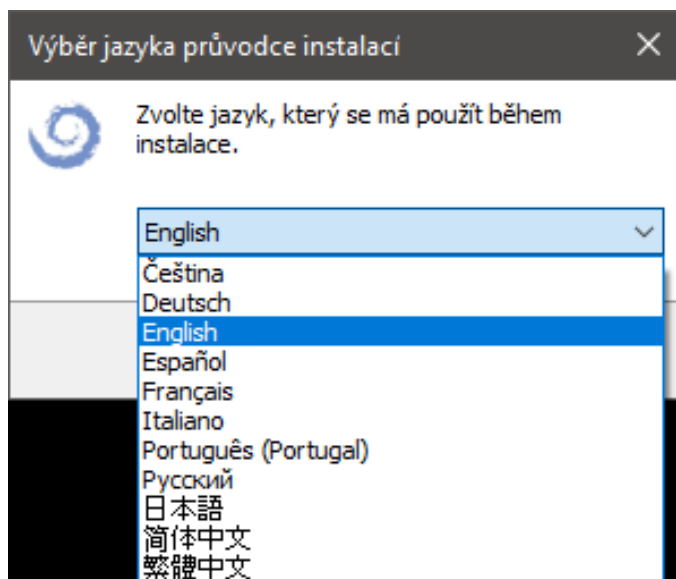 Výběr jazyka průvodce instalací
Zvolte jazyk, který se má použít během
instalace.
English
Čeština
Deutsch
English
Español
Français
Italiano
Português (Portugal)
Русский
日本語
简体中文
繁體中文